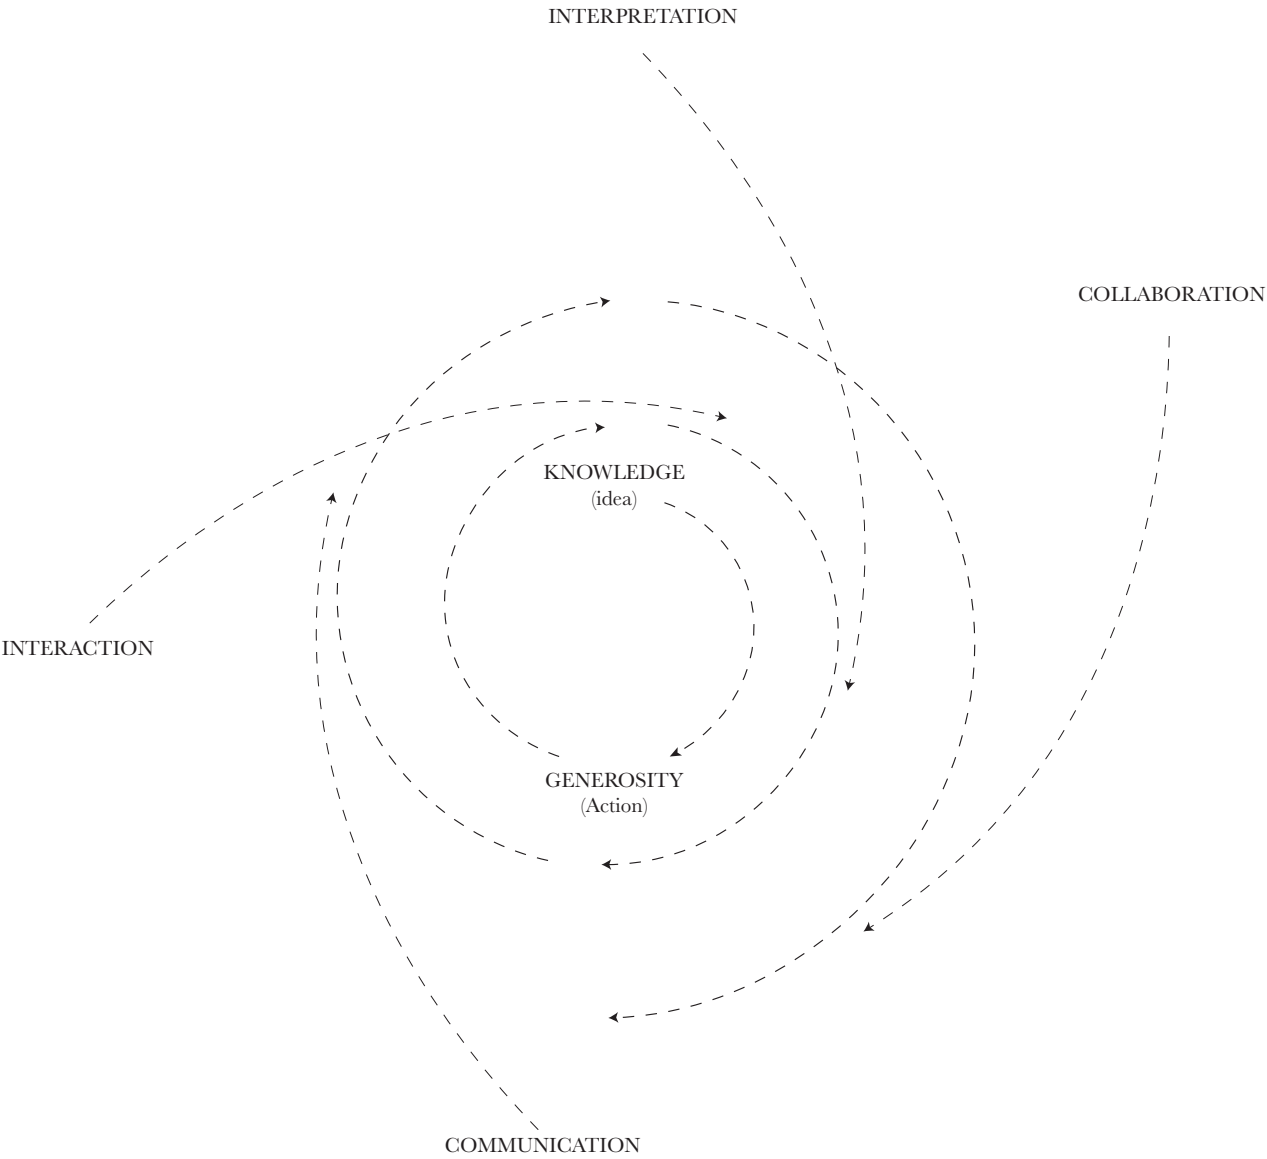 INTERPRETATION
COLLABORATION
KNOWLEDGE
(idea)
INTERACTION
GENEROSITY
(Action)
COMMUNICATION